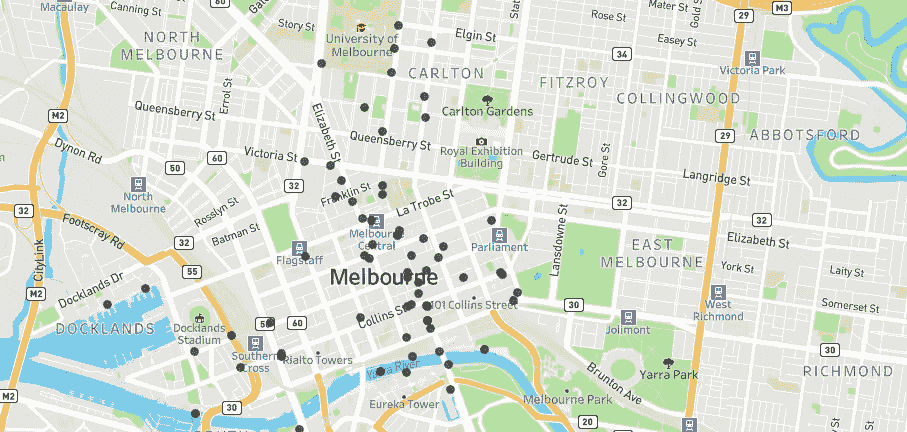 Macaulay
Canning St
60
Gate
Story St
University of
Melbourne
Elgin St
Stat
Rose St
Mater St
Gold S
29
M3
Easey St
34
NORTH
MELBOURNE
CARLTON
FITZROY
Victoria Park
COLLINGWOOD
Errol St
Queensberry St
Elizabeth St
Carlton Gardens
M2
29
ABBOTSFORD
Queensberry St
Royal Exhibition
Building
Gertrude St
Gore St
Dynon Rd
Victoria St
50
60
Langridge St
32
Franklin St
La Trobe St
North
Melbourne
Rosslyn St
32
32
32
Footscray Rd
Batman St
Melbourne
Central
Parliament
Lansdowne St
EAST
MELBOURNE
Elizabeth St
32
Flagstaff
CityLink
55
Melbourne
York St
Laity St
Docklands Dr
M2
101 Collins Street
30
West
Richmond
Somerset St
DOCKLANDS
Docklands
Stadium
60
Collins St
Jolimont
Southern
Cross
Rialto Towers
30
Yarra River
Yarra Park
RICHMOND
Brunton Ave
M2
30
Eureka Tower
Melbourne Park
20